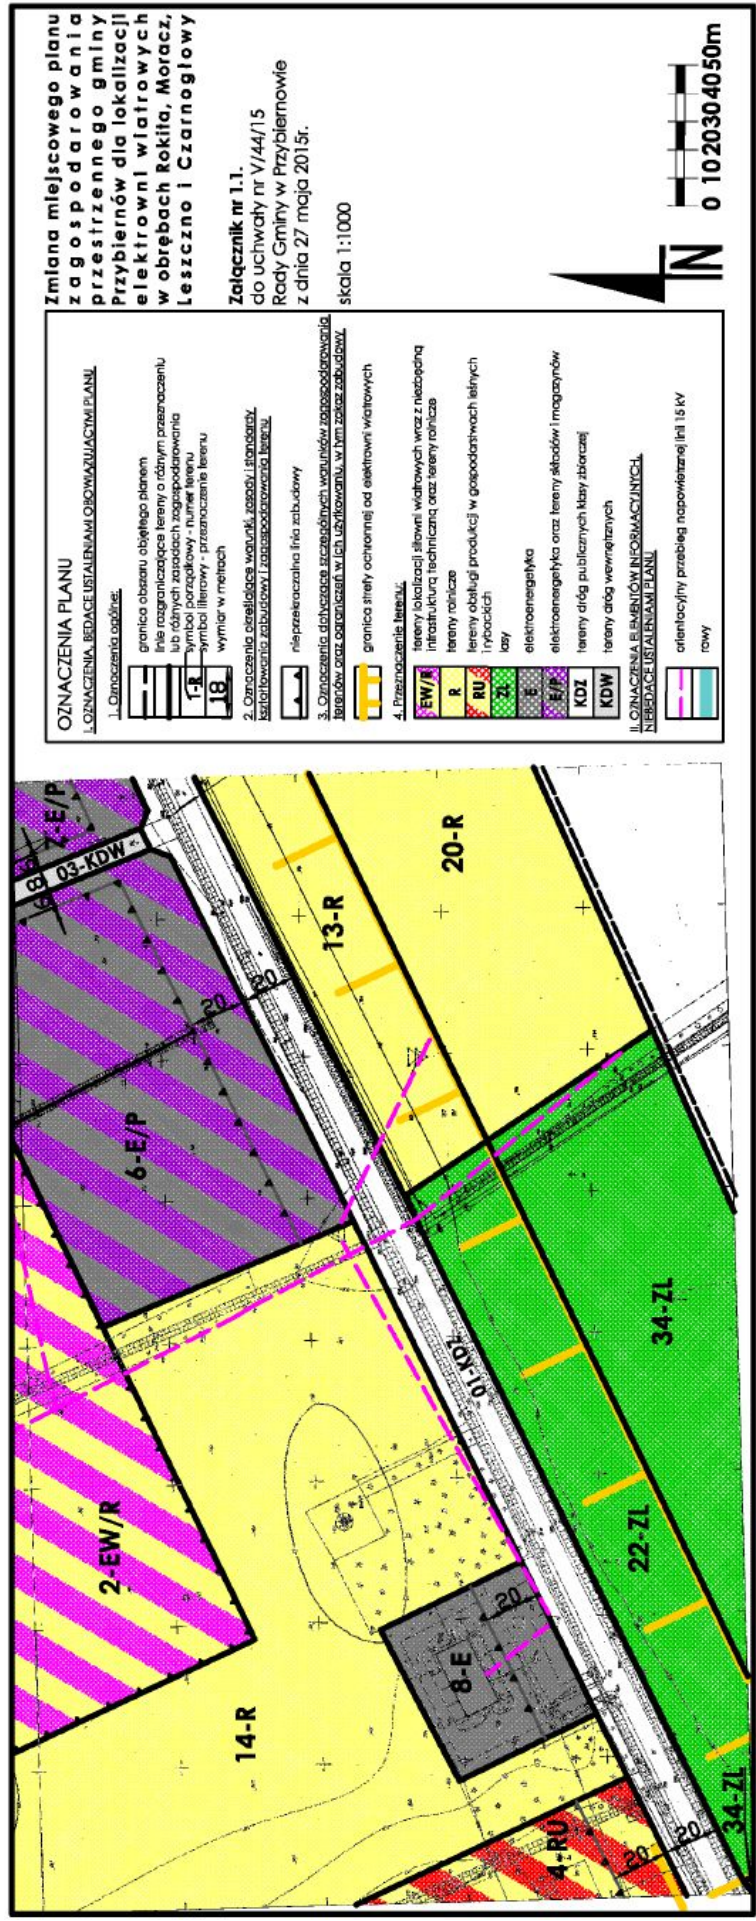 Zmiana miejscowego planu
zagospodarowania
przestrzennego gminy
Przybiernów dla lokalizacji
elektrowni wiatrowych
w obrębach Rokita, Moracz,
Leszczno i Czarnogłowy
Załącznik nr 1.1.
do uchwały nr V/44/15
Rady Gminy w Przybiernowie
z dnia 27 maja 2015r.
skala 1:1000
N
0 1020304050m
OZNACZENIA PLANU
I. OZNACZENIA, BĘDĄCE USTALENIAMI OBOWIĄZUJĄCYMI PLANU
1. Oznaczenia ogólne:
granica obszaru objętego planem
linie rozgraniczające tereny o różnym przeznaczeniu
lub różnych zasadach zagospodarowania
1-R
symbol porządkowy - numer terenu
symbol literowy - przeznaczenie terenu
18
wymiar w metrach
2. Oznaczenia określające warunki, zasady i standardy
kształtowania zabudowy i zagospodarowania terenu
nieprzekraczalna linia zabudowy
3. Oznaczenia dotyczące szczególnych warunków zagospodarowania
terenów oraz ograniczeń w ich użytkowaniu, w tym zakaz zabudowy
granica strefy ochronnej od elektrowni wiatrowych
4. Przeznaczenie terenu:
EW/R
tereny lokalizacji siłowni wiatrowych wraz z niezbędną
infrastrukturą techniczną oraz tereny rolnicze
R
tereny rolnicze
RU
tereny obsługi produkcji w gospodarstwach leśnych
i rybackich
ZL
lasy
E
elektroenergetyka
E/P
elektroenergetyka oraz tereny składów i magazynów
KDZ
tereny dróg publicznych klasy zbiorczej
KDW
tereny dróg wewnętrznych
II. OZNACZENIA ELEMENTÓW INFORMACYJNYCH,
NIEBĘDĄCE USTALENIAMI PLANU
orientacyjny przebieg napowietrznej linii 15 kV
rowy
2-EW/R
6-E/P
7-E/P
03-KDW
6
8
6
20
20
13-R
20-R
14-R
01-KDZ
8-E
20
22-ZL
34-ZL
4-RU
20
20
34-ZL